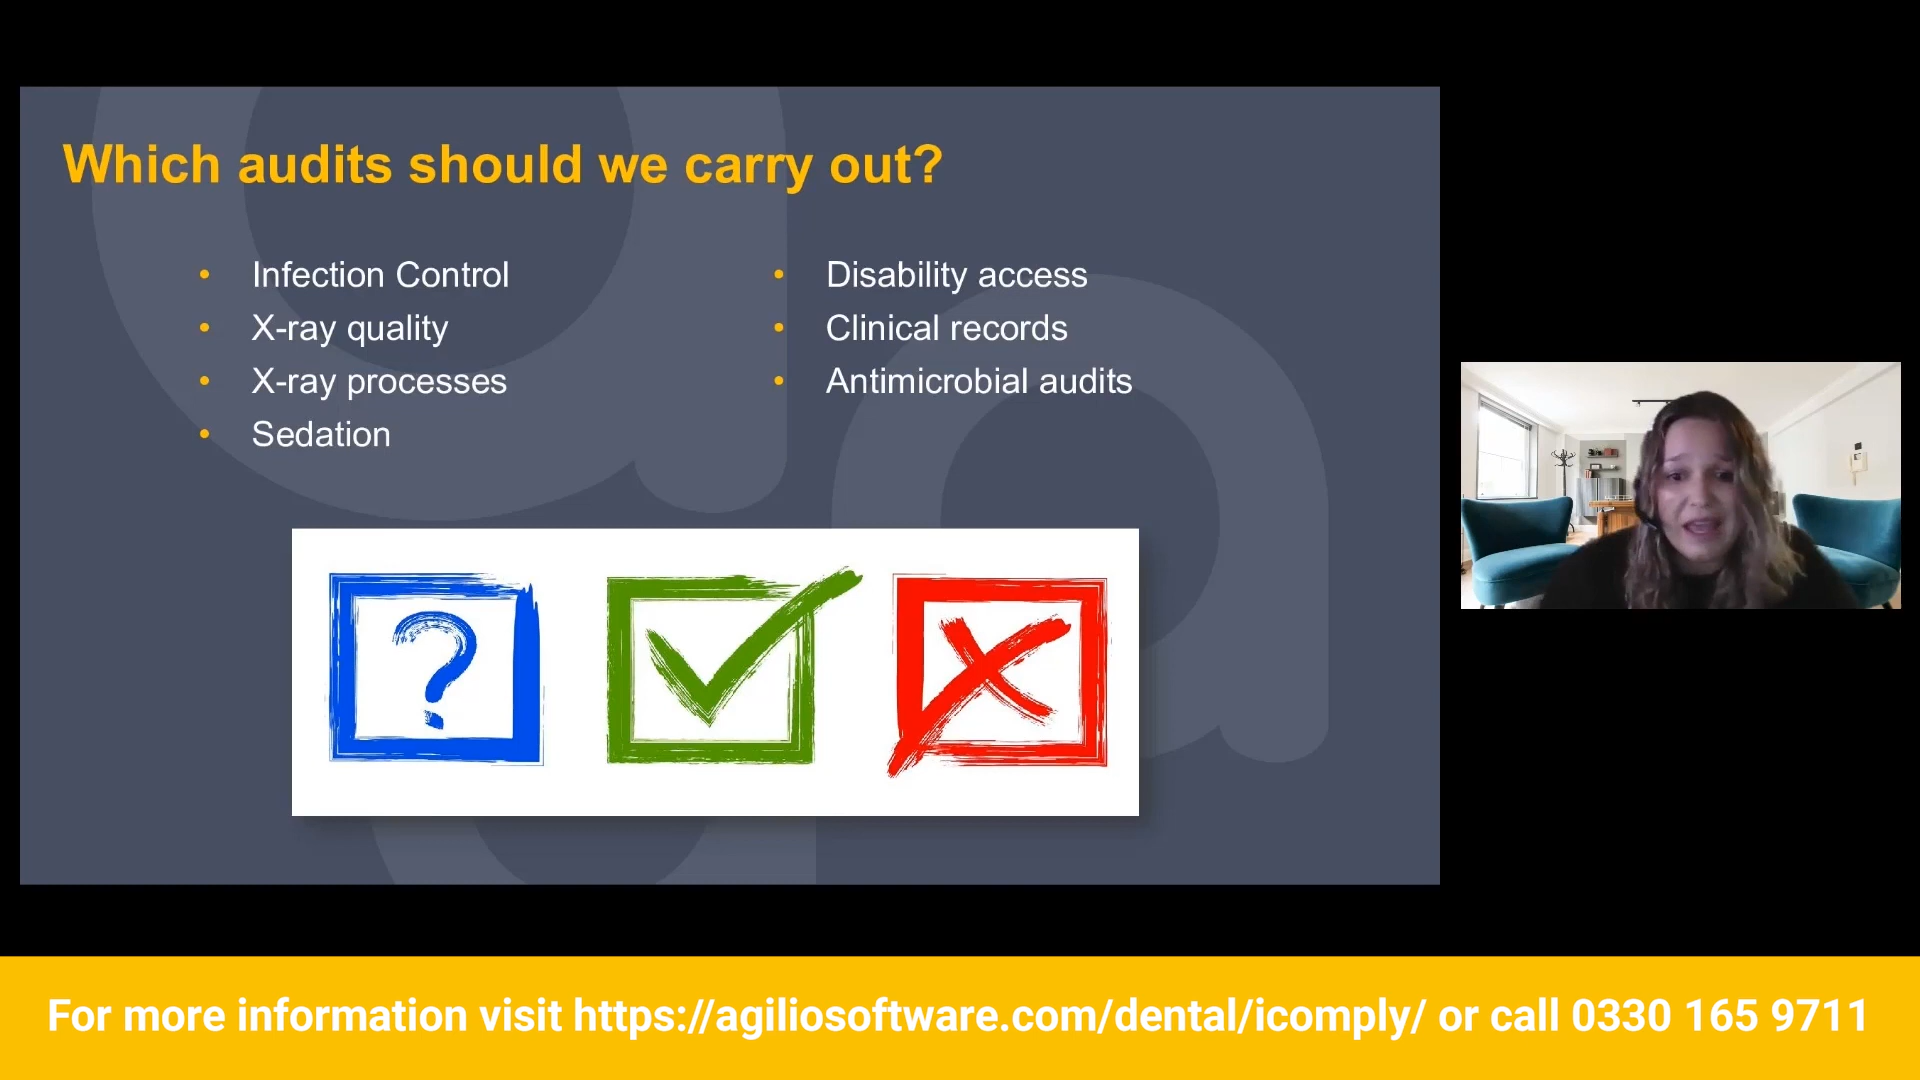 Which audits should we carry out?
• Infection Control
• X-ray quality
• X-ray processes
• Sedation
• Disability access
• Clinical records
• Antimicrobial audits
?
For more information visit https://agiliosoftware.com/dental/icomply/ or call 0330 165 9711